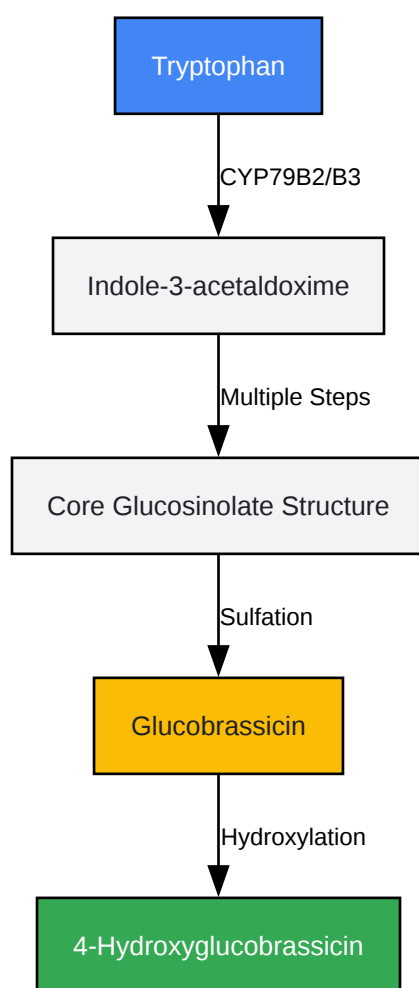 Tryptophan
CYP79B2/B3
Indole-3-acetaldoxime
Multiple Steps
Core Glucosinolate Structure
Sulfation
Glucobrassicin
Hydroxylation
4-Hydroxyglucobrassicin